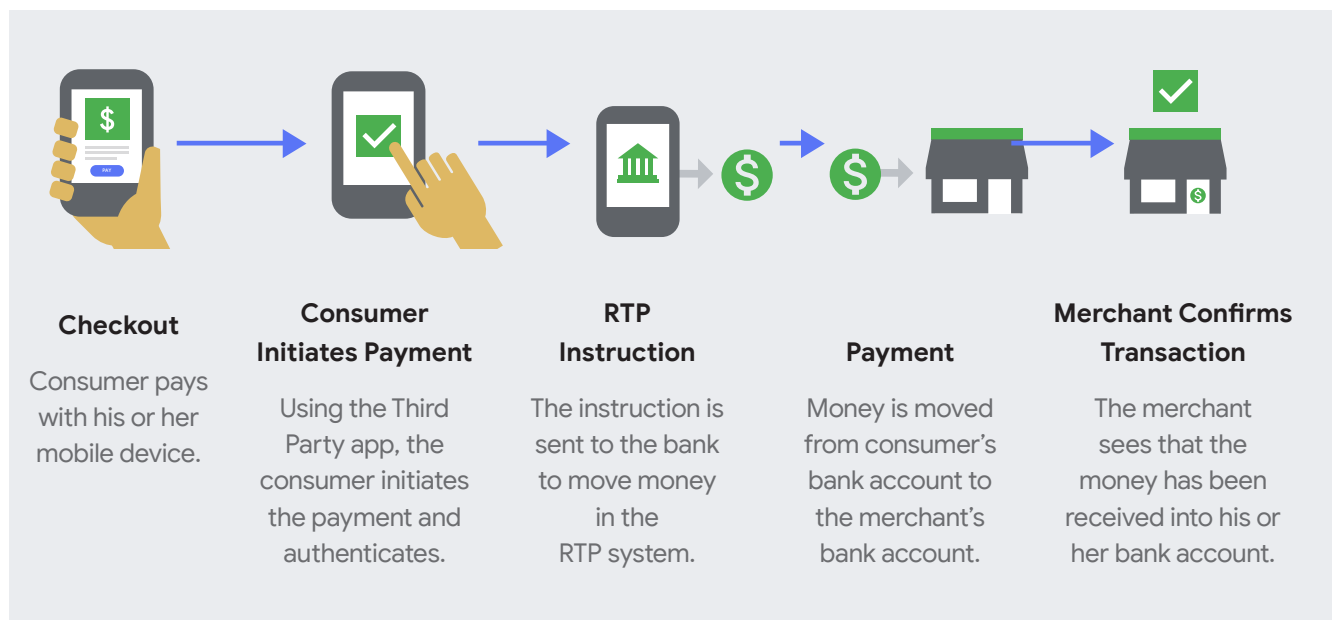 $
PAY
$
$
$
Checkout
Consumer pays
with his or her
mobile device.
Consumer
Initiates Payment
Using the Third
Party app, the
consumer initiates
the payment and
authenticates.
RTP
Instruction
The instruction is
sent to the bank
to move money
in the
RTP system.
Payment
Money is moved
from consumer’s
bank account to
the merchant’s
bank account.
Merchant Confirms
Transaction
The merchant
sees that the
money has been
received into his or
her bank account.